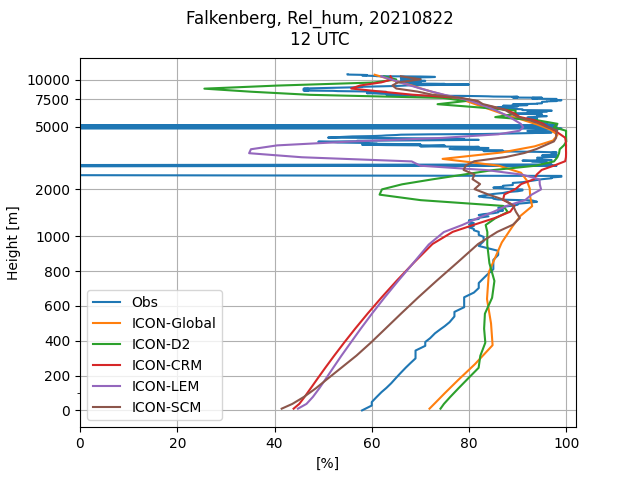 Falkenberg, Rel_hum, 20210822
12 UTC
10000
7500
5000
2000
1000
800
600
400
200
0
Height [m]
Obs
ICON-Global
ICON-D2
ICON-CRM
ICON-LEM
ICON-SCM
0 20 40 60 80 100
[%]